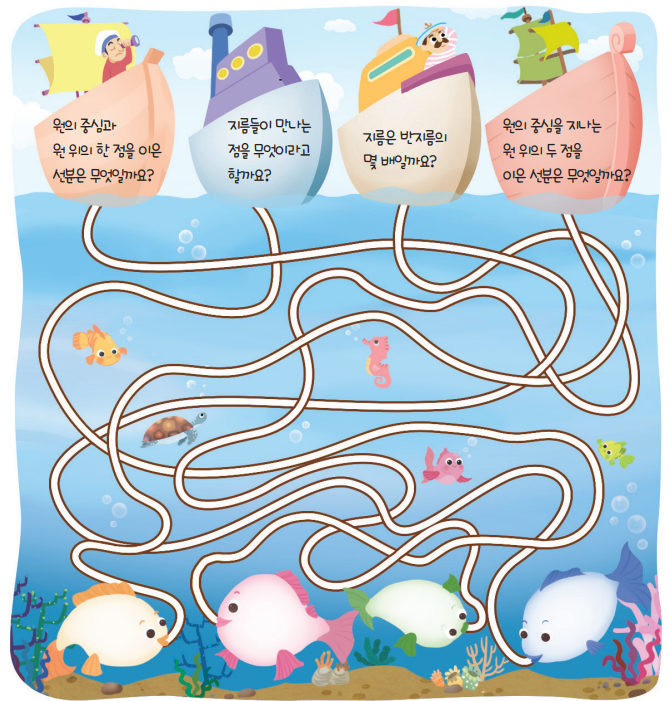 원의 중심과
원 위의 한 점을 이은
선분은 무엇일까요?
지름들이 만나는
점을 무엇이라고
할까요?
지름은 반지름의
몇 배일까요?
원의 중심을 지나는
원 위의 두 점을
이은 선분은 무엇일까요?